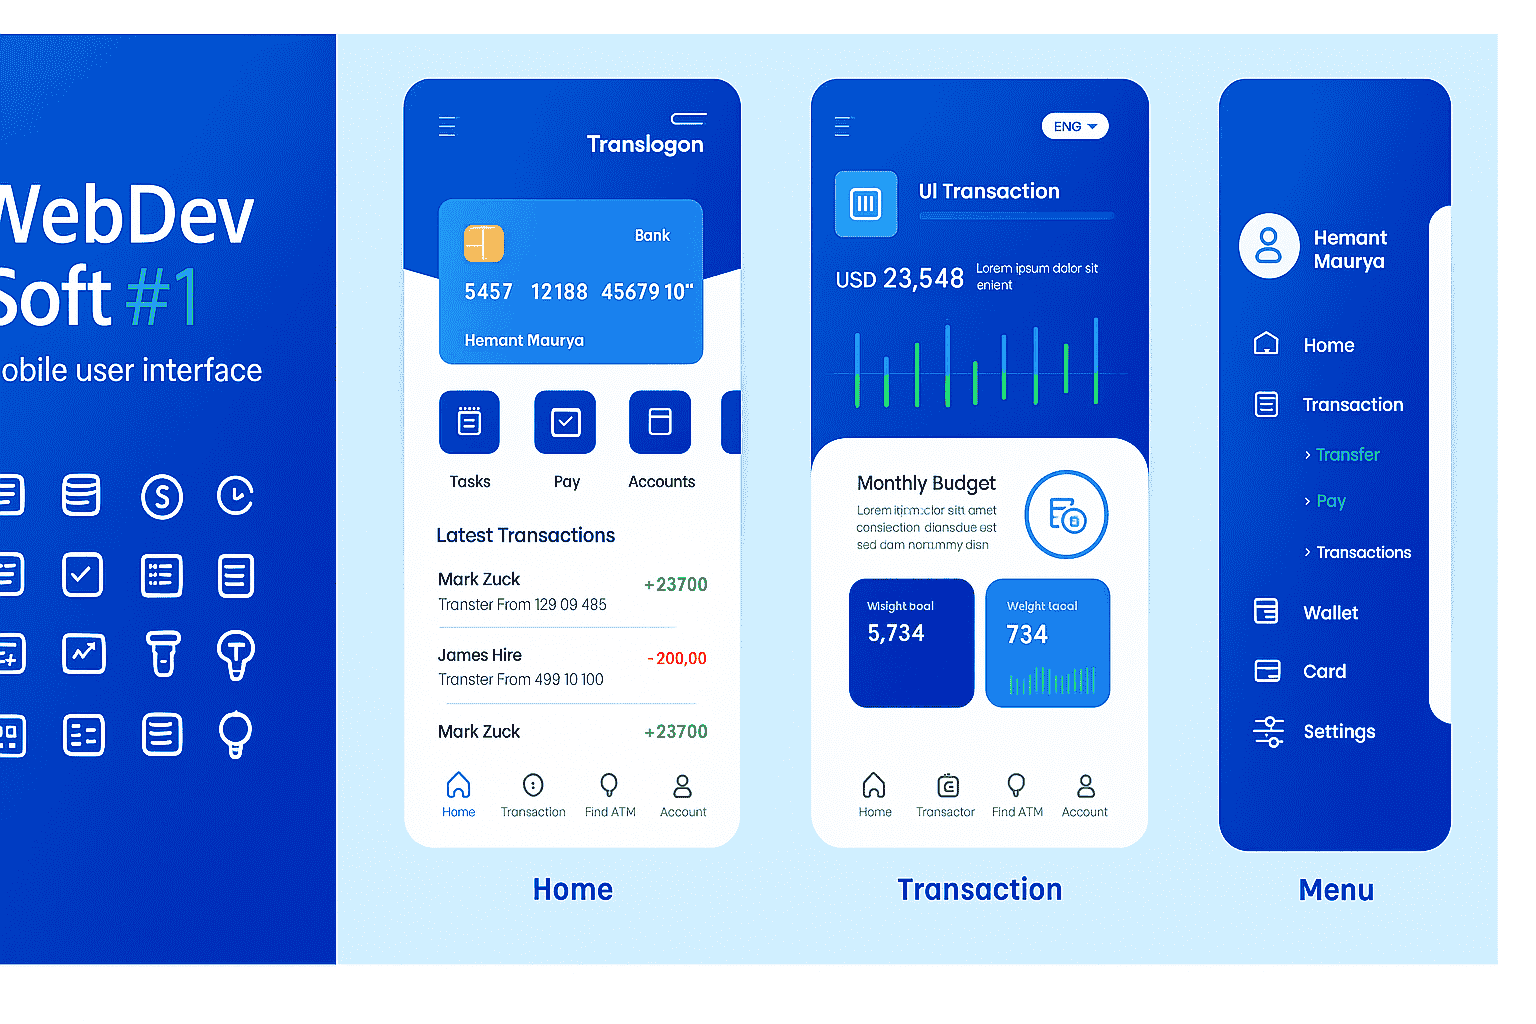 WebDev
Soft #1
obile user interface
Translogon
Bank
5457 12188 45679 10"
Hemant Maurya
Tasks
Pay
Accounts
Latest Transactions
Mark Zuck
+23700
Transter From 129 09 485
James Hire
-200,00
Transter From 499 10 100
Mark Zuck
+23700
Home
Transaction
Find ATM
Account
Home
ENG
UI Transaction
USD 23,548
Lorem ipsum dolor sit
enient
Monthly Budget
Lorem sith amet
consiection diansdue est
sed dam nonummy disn
Wisight boal
5,734
Weight
734
Home
Transactor
Find ATM
Account
Transaction
Hemant
Maurya
Home
Transaction
› Transfer
› Pay
› Transactions
Wallet
Card
Settings
Menu